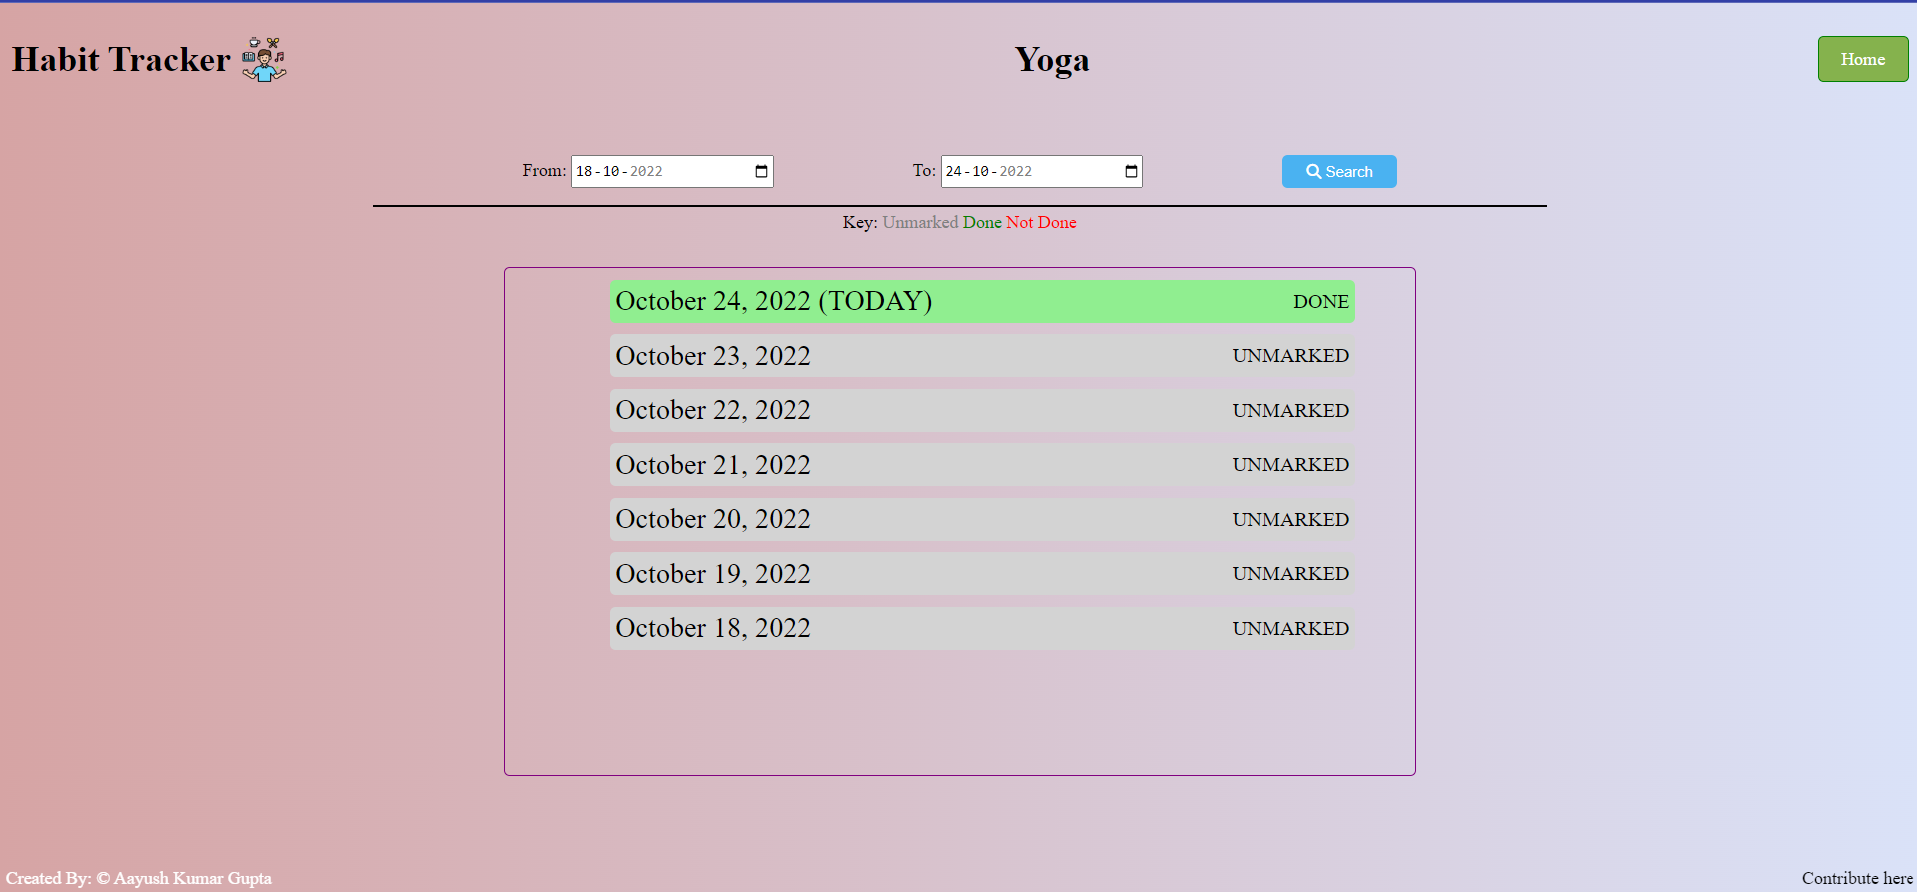 Habit Tracker
Yoga
Home
From: 18-10-2022 To: 24-10-2022 Search
Key: Unmarked Done Not Done
October 24, 2022 (TODAY) DONE
October 23, 2022 UNMARKED
October 22, 2022 UNMARKED
October 21, 2022 UNMARKED
October 20, 2022 UNMARKED
October 19, 2022 UNMARKED
October 18, 2022 UNMARKED
Created By: © Aayush Kumar Gupta
Contribute here